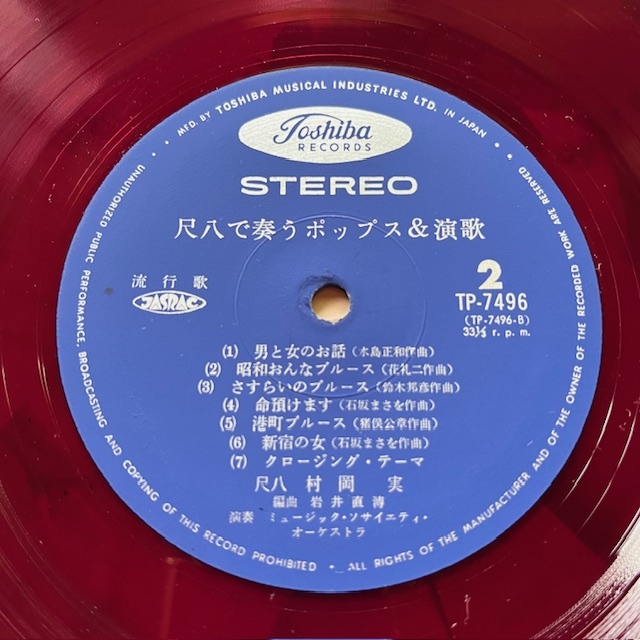 MFD. BY TOSHIBA MUSICAL INDUSTRIES LTD. IN JAPAN
Toshiba
RECORDS
STEREO
尺八で奏うポップス&演歌
流行歌
JASRAC
2
TP-7496
(TP-7496-B)
33⅓ r. p. m.
(1) 男と女のお話(水島正和作曲)
(2) 昭和おんなブルース(花礼二作曲)
(3) さすらいのブルース(鈴木邦彦作曲)
(4) 命預けます(石坂まさを作曲)
(5) 港町ブルース(猪俣公章作曲)
(6) 新宿の女(石坂まさを作曲)
(7) クロージング・テーマ
尺八 村岡 実
編曲 岩井直溥
演奏 ミュージック・ソサイエティ・
オーケストラ
ALL RIGHTS OF THE MANUFACTURER AND OF THE OWNER OF THE RECORDED WORK ARE RESERVED
UNAUTHORIZED PUBLIC PERFORMANCE, BROADCASTING AND COPYING OF THIS RECORD PROHIBITED